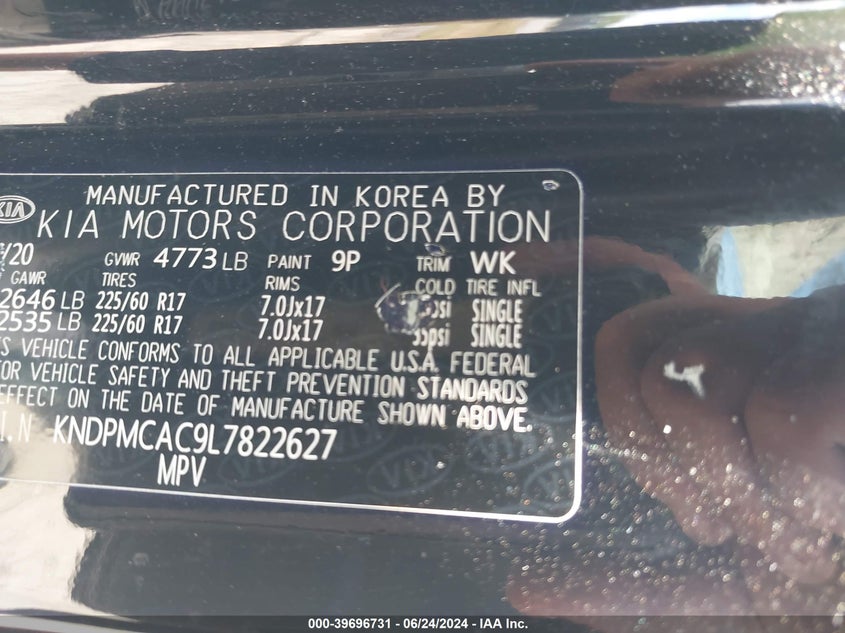 MANUFACTURED IN KOREA BY
KIA KIA MOTORS CORPORATION
/20 GVWR 4773 LB PAINT 9P TRIM WK
GAWR TIRES RIMS COLD TIRE INFL
2646 LB 225/60 R17 7.0Jx17 psi SINGLE
2535 LB 225/60 R17 7.0Jx17 psi SINGLE
VEHICLE CONFORMS TO ALL APPLICABLE U.S.A. FEDERAL
VEHICLE SAFETY AND THEFT PREVENTION STANDARDS
EFFECT ON THE DATE OF MANUFACTURE SHOWN ABOVE.
I.N KNDPMCAC9L7822627
MPV
000-39696731 - 06/24/2024 - IAA Inc.